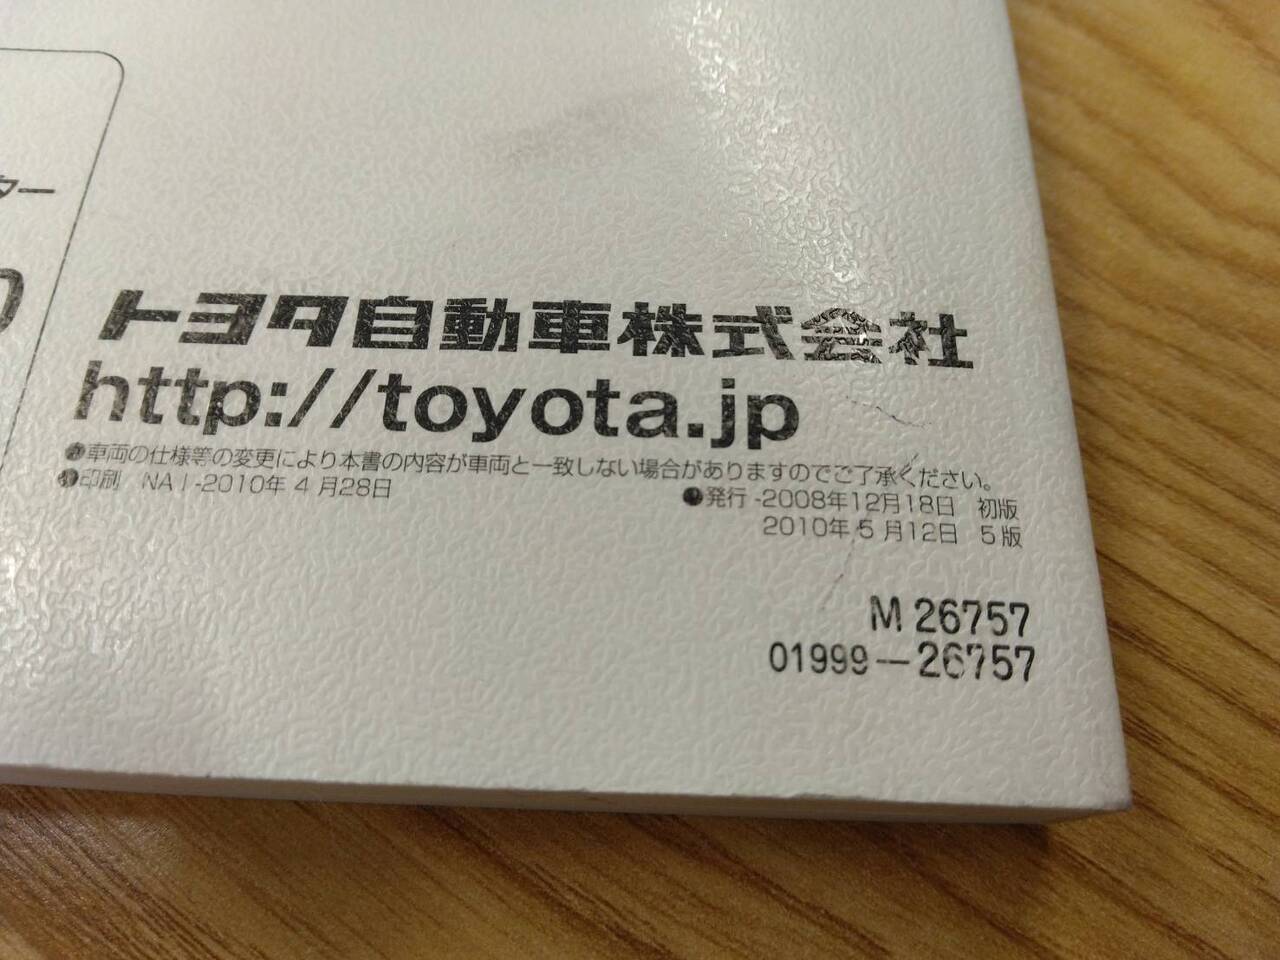 ター
0
トヨタ自動車株式会社
http://toyota.jp
●車両の仕様等の変更により本書の内容が車両と一致しない場合がありますのでご了承ください。
●印刷 NAI-2010年4月28日
●発行-2008年12月18日 初版
2010年5月12日 5版
M 26757
01999-26757